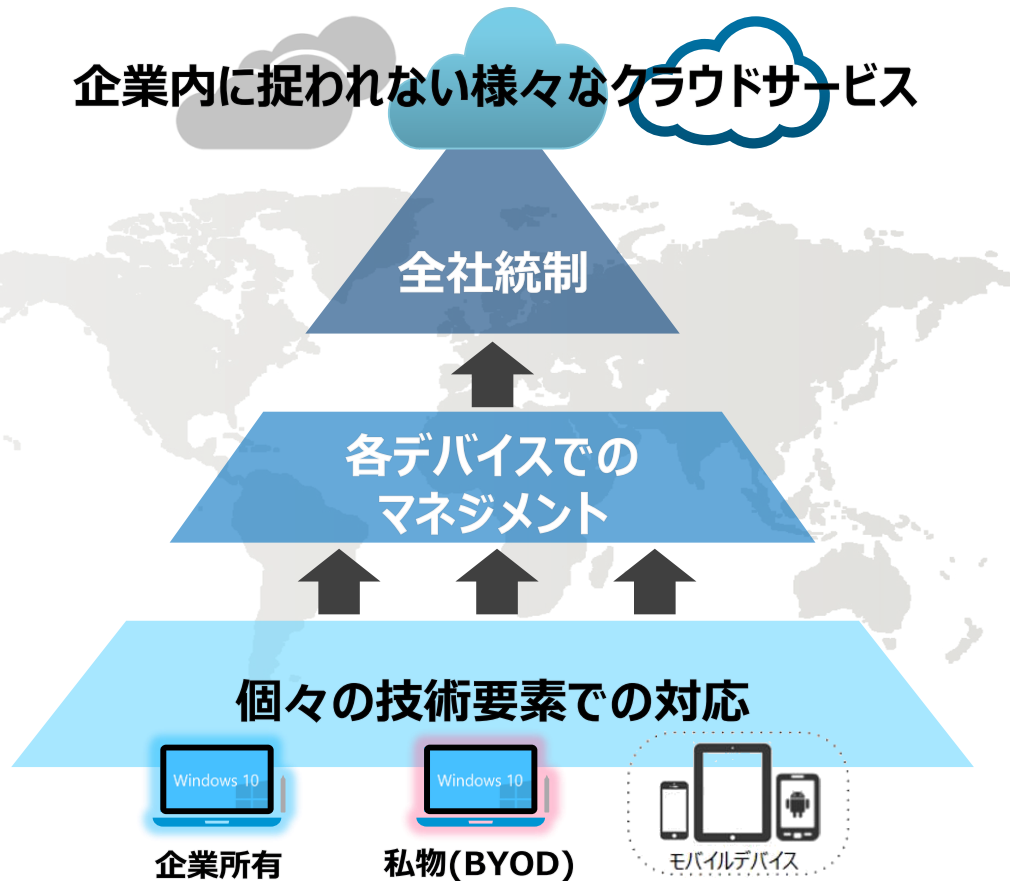 企業内に捉われない様々なクラウドサービス
全社統制
各デバイスでの
マネジメント
個々の技術要素での対応
Windows 10
Windows 10
企業所有
私物(BYOD)
モバイルデバイス